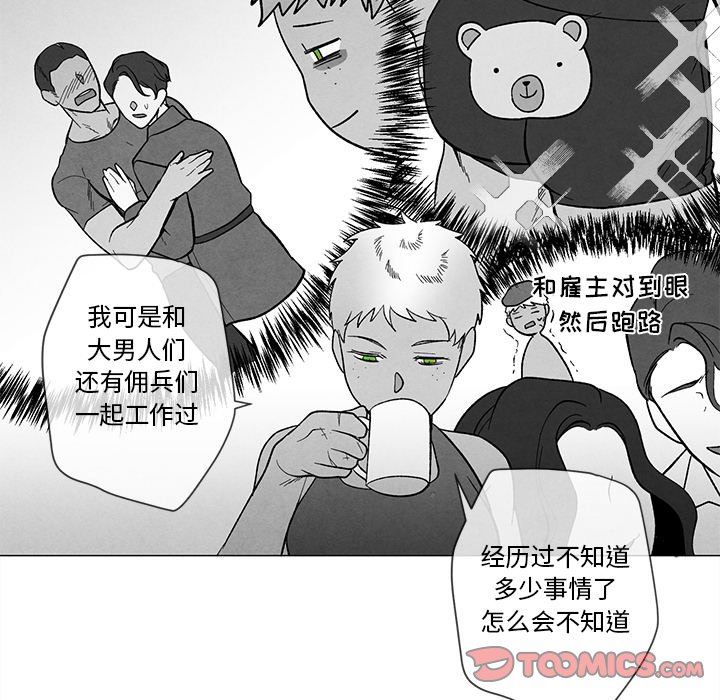 和雇主对到眼
然后跑路
我可是和
大男人们
还有佣兵们
一起工作过
经历过不知道
多少事情了
怎么会不知道
TOOMICS.COM